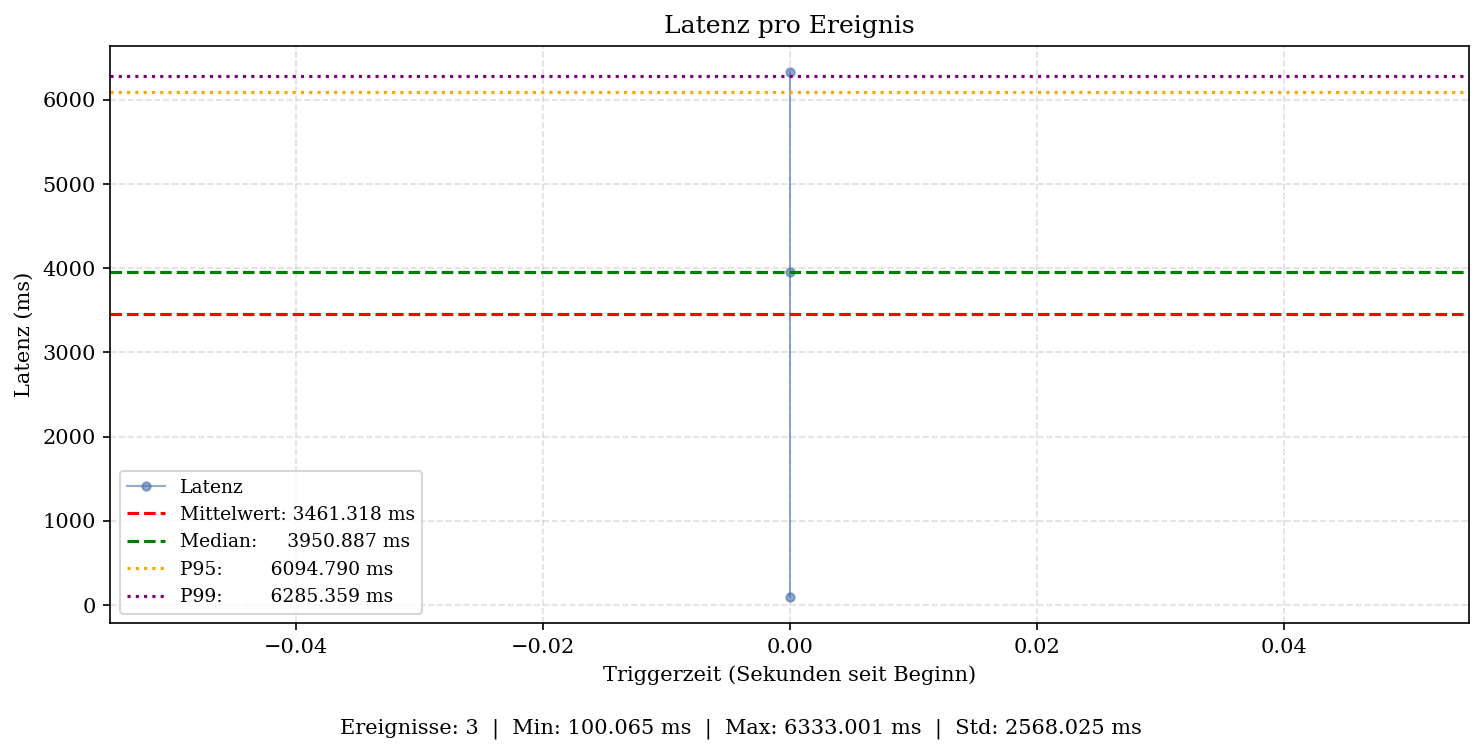 Latenz pro Ereignis
6000
5000
4000
3000
2000
1000
0
Latenz (ms)
Latenz
Mittelwert: 3461.318 ms
Median: 3950.887 ms
P95: 6094.790 ms
P99: 6285.359 ms
−0.04
−0.02
0.00
0.02
0.04
Triggerzeit (Sekunden seit Beginn)
Ereignisse: 3 | Min: 100.065 ms | Max: 6333.001 ms | Std: 2568.025 ms